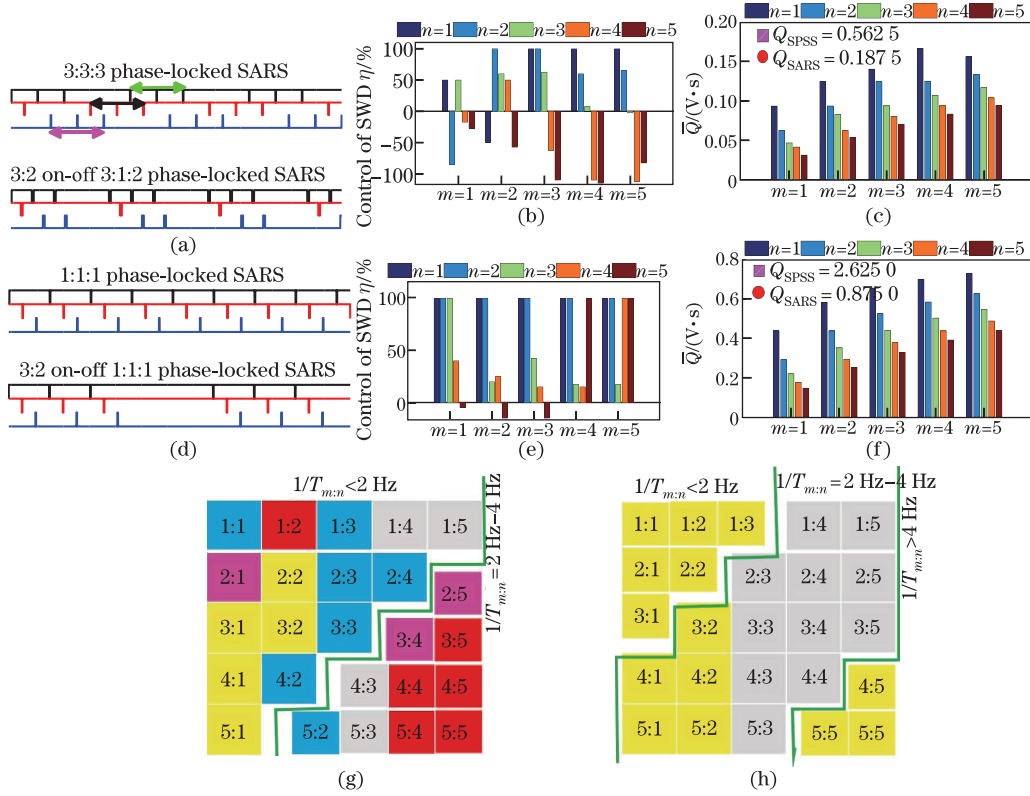 3:3:3 phase-locked SARS
3:2 on-off 3:1:2 phase-locked SARS
(a)
n=1 n=2 n=3 n=4 n=5
Control of SWD η/%
100
50
0
−50
−100
m=1 m=2 m=3 m=4 m=5
(b)
n=1 n=2 n=3 n=4 n=5
Q_SPSS=0.562 5
Q_SARS=0.187 5
Q̄/(V·s)
0.20
0.15
0.10
0.05
0
m=1 m=2 m=3 m=4 m=5
(c)
1:1:1 phase-locked SARS
3:2 on-off 1:1:1 phase-locked SARS
(d)
n=1 n=2 n=3 n=4 n=5
Control of SWD η/%
100
50
0
m=1 m=2 m=3 m=4 m=5
(e)
n=1 n=2 n=3 n=4 n=5
Q_SPSS=2.625 0
Q_SARS=0.875 0
Q̄/(V·s)
0.8
0.6
0.4
0.2
0
m=1 m=2 m=3 m=4 m=5
(f)
1/T_m:n<2 Hz
1/T_m:n=2 Hz−4 Hz
1:1 1:2 1:3 1:4 1:5
2:1 2:2 2:3 2:4 2:5
3:1 3:2 3:3 3:4 3:5
4:1 4:2 4:3 4:4 4:5
5:1 5:2 5:3 5:4 5:5
(g)
1/T_m:n<2 Hz
1/T_m:n=2 Hz−4 Hz
1/T_m:n>4 Hz
1:1 1:2 1:3 1:4 1:5
2:1 2:2 2:3 2:4 2:5
3:1 3:2 3:3 3:4 3:5
4:1 4:2 4:3 4:4 4:5
5:1 5:2 5:3 5:5 5:5
(h)